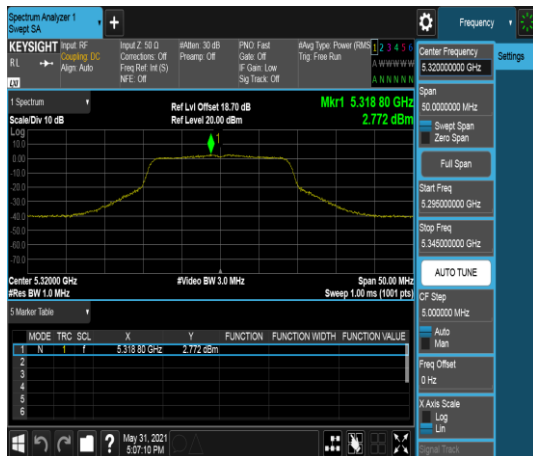 Spectrum Analyzer 1
Swept SA
+
Frequency
KEYSIGHT
RL
LXI
Input: RF
Coupling: DC
Align: Auto
Input Z: 50 Ω
Corrections: Off
Freq Ref: Int (S)
NFE: Off
#Atten: 30 dB
Preamp: Off
PNO: Fast
Gate: Off
IF Gain: Low
Sig Track: Off
#Avg Type: Power (RMS)
Trig: Free Run
1 2 3 4 5 6
A W W W W W
A N N N N N
1 Spectrum
Scale/Div 10 dB
Ref Lvl Offset 18.70 dB
Ref Level 20.00 dBm
Mkr1 5.318 80 GHz
2.772 dBm
Log
10.0
0.00
-10.0
-20.0
-30.0
-40.0
-50.0
-60.0
-70.0
1
Center 5.32000 GHz
#Res BW 1.0 MHz
#Video BW 3.0 MHz
Span 50.00 MHz
Sweep 1.00 ms (1001 pts)
5 Marker Table
MODE TRC SCL X Y FUNCTION FUNCTION WIDTH FUNCTION VALUE
1 N 1 f 5.318 80 GHz 2.772 dBm
2
3
4
5
6
?
May 31, 2021
5:07:10 PM
Center Frequency
5.320000000 GHz
Span
50.0000000 MHz
Swept Span
Zero Span
Full Span
Start Freq
5.295000000 GHz
Stop Freq
5.345000000 GHz
AUTO TUNE
CF Step
5.000000 MHz
Auto
Man
Freq Offset
0 Hz
X Axis Scale
Log
Lin
Signal Track
Settings